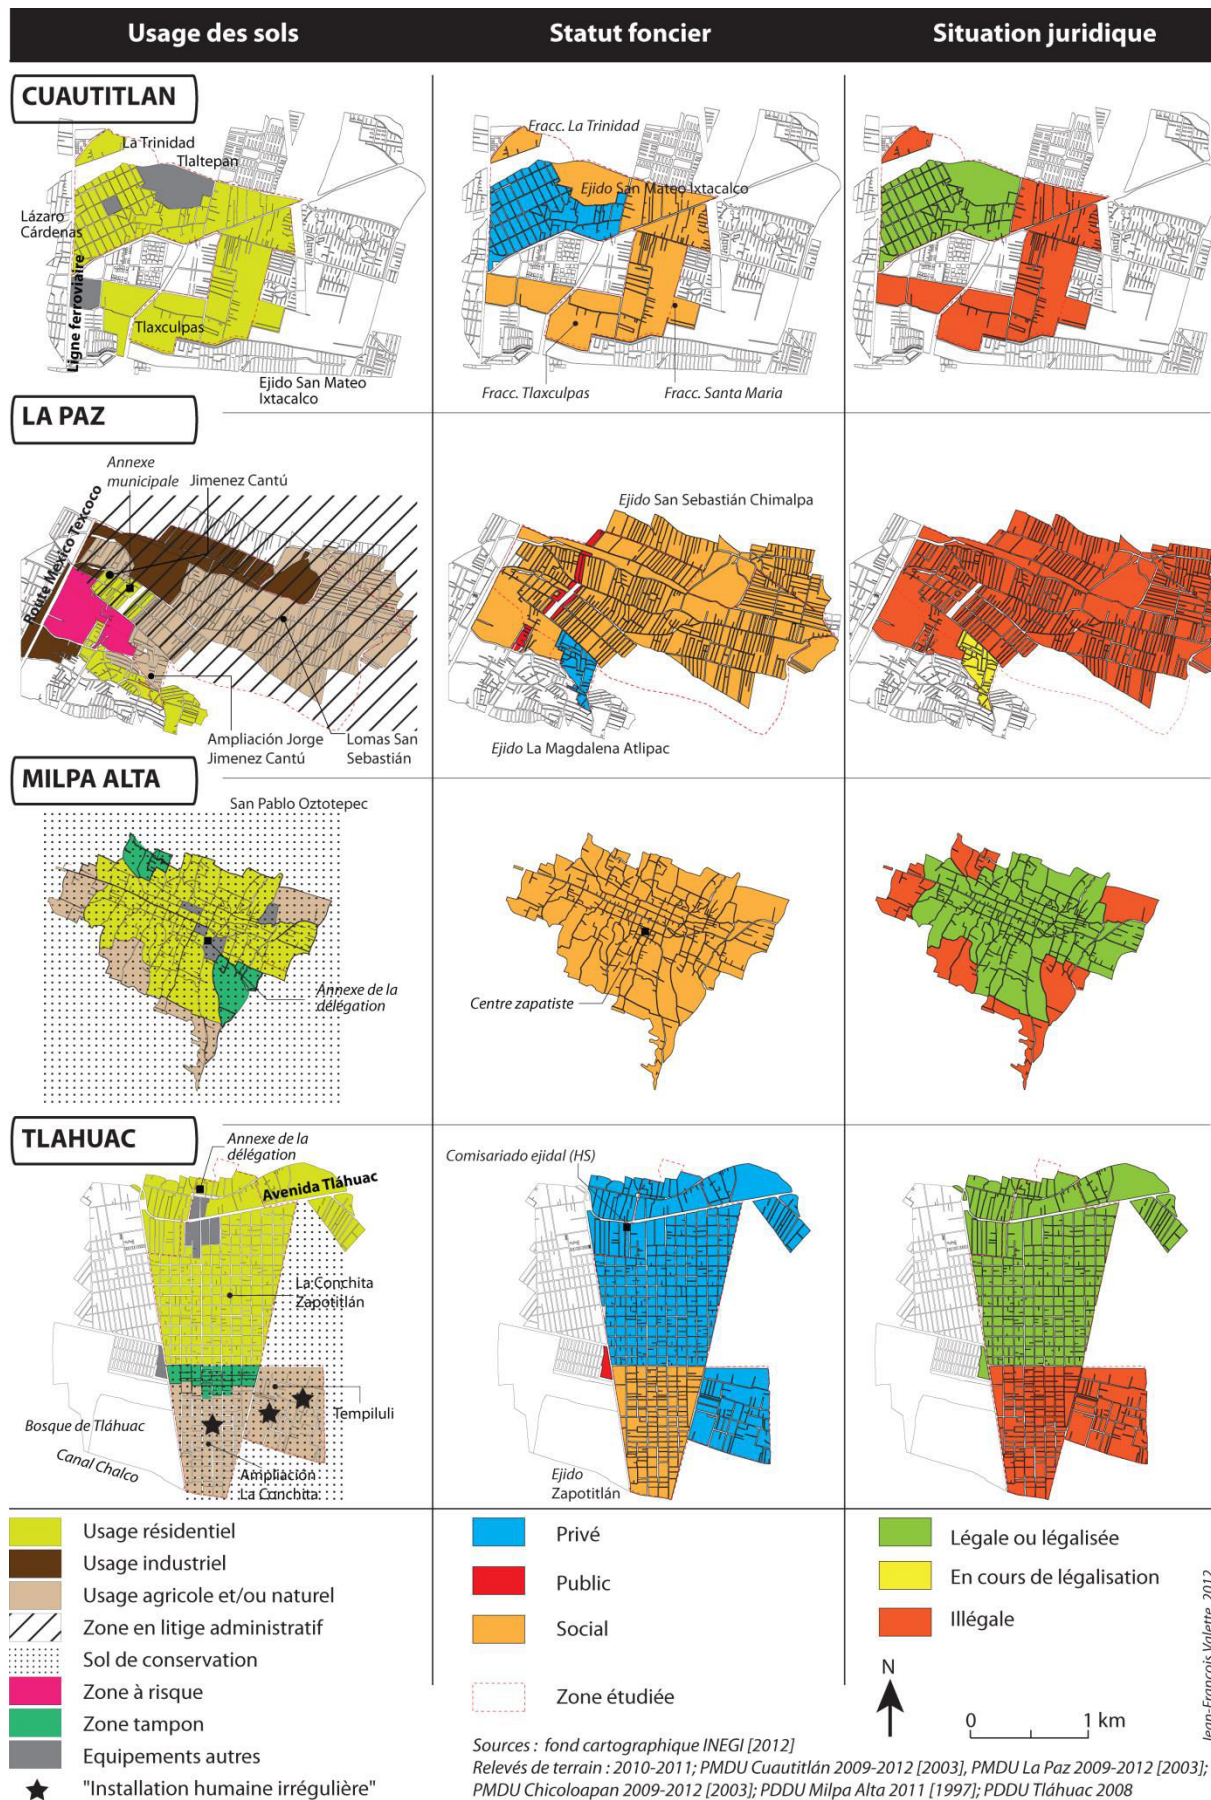 Usage des sols
Statut foncier
Situation juridique
CUAUTITLAN
La Trinidad
Tlaltepan
Lázaro
Cárdenas
Ligne ferroviaire
Tlaxculpas
Ejido San Mateo
Ixtacalco
Fracc. La Trinidad
Ejido San Mateo Ixtacalco
Fracc. Tlaxculpas
Fracc. Santa Maria
LA PAZ
Annexe
municipale
Jimenez Cantú
Route Mexico Texcoco
Ampliación Jorge
Jimenez Cantú
Lomas San
Sebastián
Ejido San Sebastián Chimalpa
Ejido La Magdalena Atlipac
MILPA ALTA
San Pablo Oztotepec
Annexe de la
délégation
Centre zapatiste
TLAHUAC
Annexe de la
délégation
Avenida Tláhuac
La Conchita
Zapotitlán
Tempiluli
Bosque de Tláhuac
Canal Chalco
Ampliación
La Conchita
Comisariado ejidal (HS)
Ejido
Zapotitlán
Usage résidentiel
Usage industriel
Usage agricole et/ou naturel
Zone en litige administratif
Sol de conservation
Zone à risque
Zone tampon
Equipements autres
"Installation humaine irrégulière"
Privé
Public
Social
Zone étudiée
Légale ou légalisée
En cours de légalisation
Illégale
N
0 1 km
Sources : fond cartographique INEGI [2012]
Relevés de terrain : 2010-2011; PMDU Cuautitlán 2009-2012 [2003], PMDU La Paz 2009-2012 [2003];
PMDU Chicoloapan 2009-2012 [2003]; PDDU Milpa Alta 2011 [1997]; PDDU Tláhuac 2008
Jean-François Valette, 2012